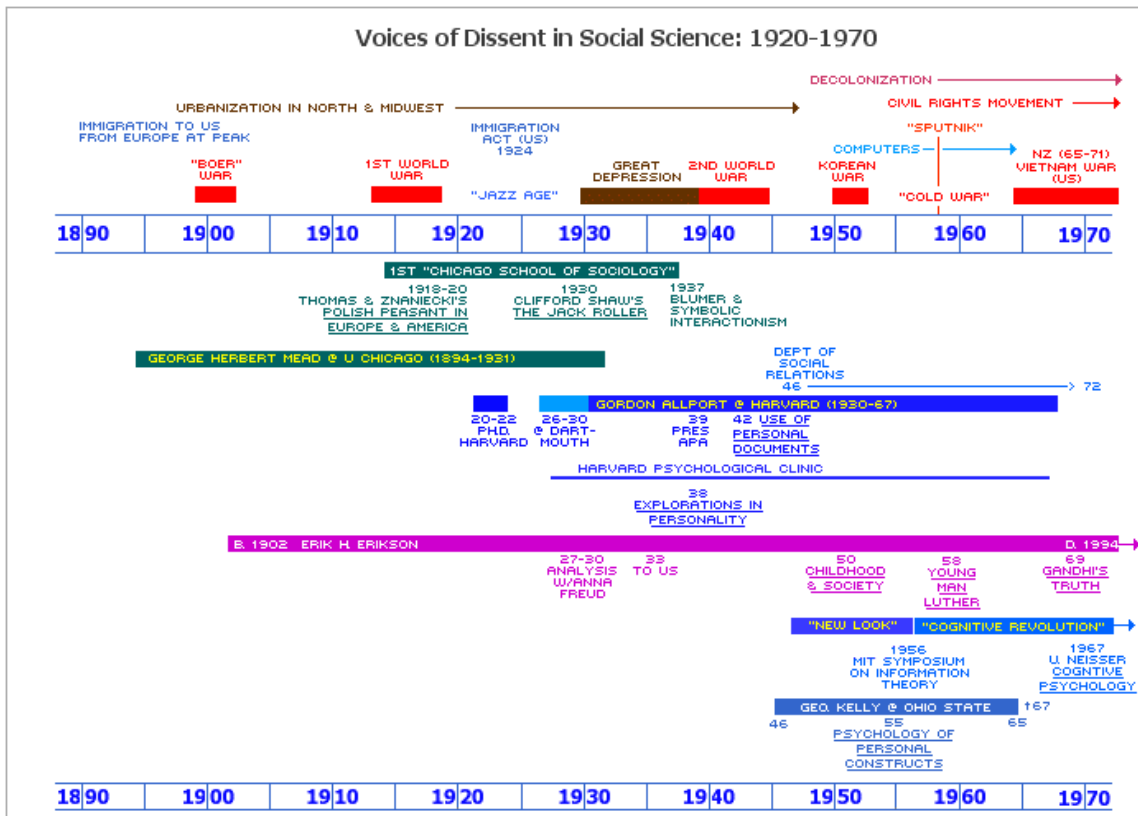 Voices of Dissent in Social Science: 1920-1970
DECOLONIZATION
URBANIZATION IN NORTH & MIDWEST
CIVIL RIGHTS MOVEMENT
IMMIGRATION TO US
FROM EUROPE AT PEAK
IMMIGRATION
ACT (US)
1924
"SPUTNIK"
COMPUTERS
"BOER"
WAR
1ST WORLD
WAR
"JAZZ AGE"
GREAT
DEPRESSION
2ND WORLD
WAR
KOREAN
WAR
"COLD WAR"
NZ (65-71)
VIETNAM WAR
(US)
1890 1900 1910 1920 1930 1940 1950 1960 1970
1ST "CHICAGO SCHOOL OF SOCIOLOGY"
1918-20
THOMAS & ZNANIECKI'S
POLISH PEASANT IN
EUROPE & AMERICA
1930
CLIFFORD SHAW'S
THE JACK ROLLER
1937
BLUMER &
SYMBOLIC
INTERACTIONISM
GEORGE HERBERT MEAD @ U CHICAGO (1894-1931)
DEPT OF
SOCIAL
RELATIONS
46 72
GORDON ALLPORT @ HARVARD (1930-67)
20-22
PH.D.
HARVARD
26-30
@ DART-
MOUTH
39
PRES
APA
42 USE OF
PERSONAL
DOCUMENTS
HARVARD PSYCHOLOGICAL CLINIC
38
EXPLORATIONS IN
PERSONALITY
B. 1902 ERIK H. ERIKSON D. 1994
27-30
ANALYSIS
W/ANNA
FREUD
33
TO US
50
CHILDHOOD
& SOCIETY
58
YOUNG
MAN
LUTHER
69
GANDHI'S
TRUTH
"NEW LOOK" "COGNITIVE REVOLUTION"
1956
MIT SYMPOSIUM
ON INFORMATION
THEORY
1967
U. NEISSER
COGNTIVE
PSYCHOLOGY
GEO. KELLY @ OHIO STATE †67
46 55 65
PSYCHOLOGY OF
PERSONAL
CONSTRUCTS
1890 1900 1910 1920 1930 1940 1950 1960 1970